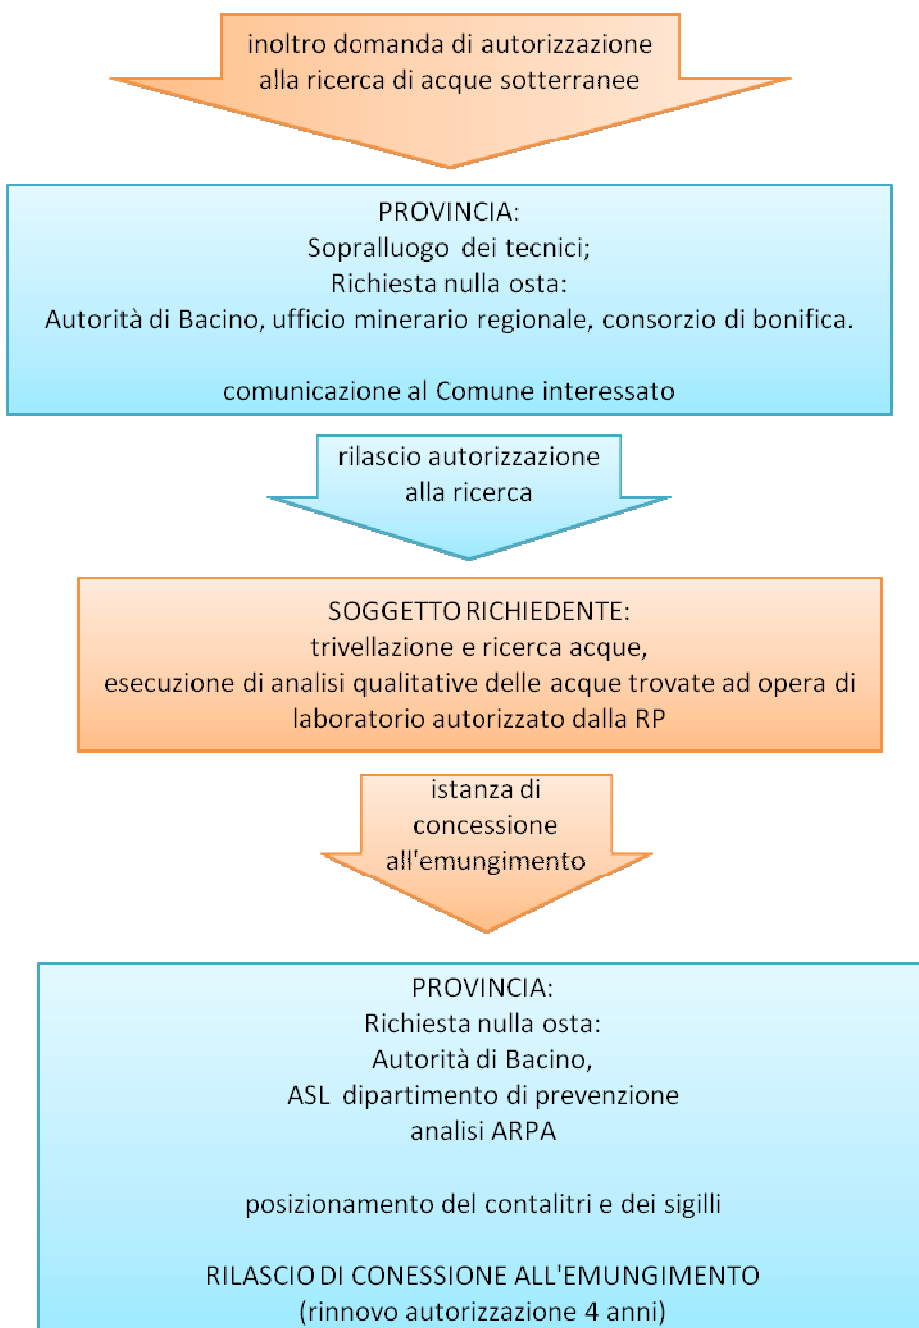 inoltro domanda di autorizzazione
alla ricerca di acque sotterranee
PROVINCIA:
Sopralluogo dei tecnici;
Richiesta nulla osta:
Autorità di Bacino, ufficio minerario regionale, consorzio di bonifica.
comunicazione al Comune interessato
rilascio autorizzazione
alla ricerca
SOGGETTO RICHIEDENTE:
trivellazione e ricerca acque,
esecuzione di analisi qualitative delle acque trovate ad opera di
laboratorio autorizzato dalla RP
istanza di
concessione
all'emungimento
PROVINCIA:
Richiesta nulla osta:
Autorità di Bacino,
ASL dipartimento di prevenzione
analisi ARPA
posizionamento del contalitri e dei sigilli
RILASCIO DI CONESSIONE ALL'EMUNGIMENTO
(rinnovo autorizzazione 4 anni)